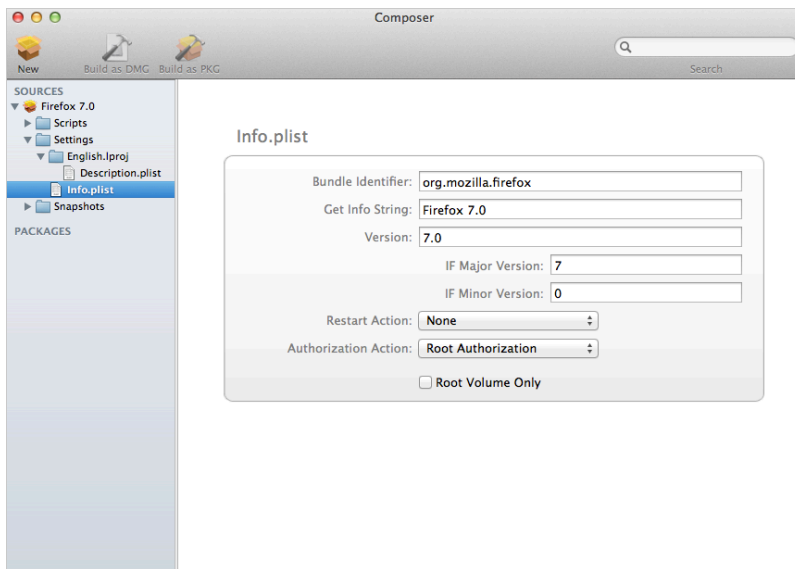 Composer
New
Build as DMG
Build as PKG
Search
SOURCES
Firefox 7.0
Scripts
Settings
English.lproj
Description.plist
Info.plist
Snapshots
PACKAGES
Info.plist
Bundle Identifier: org.mozilla.firefox
Get Info String: Firefox 7.0
Version: 7.0
IF Major Version: 7
IF Minor Version: 0
Restart Action: None
Authorization Action: Root Authorization
Root Volume Only